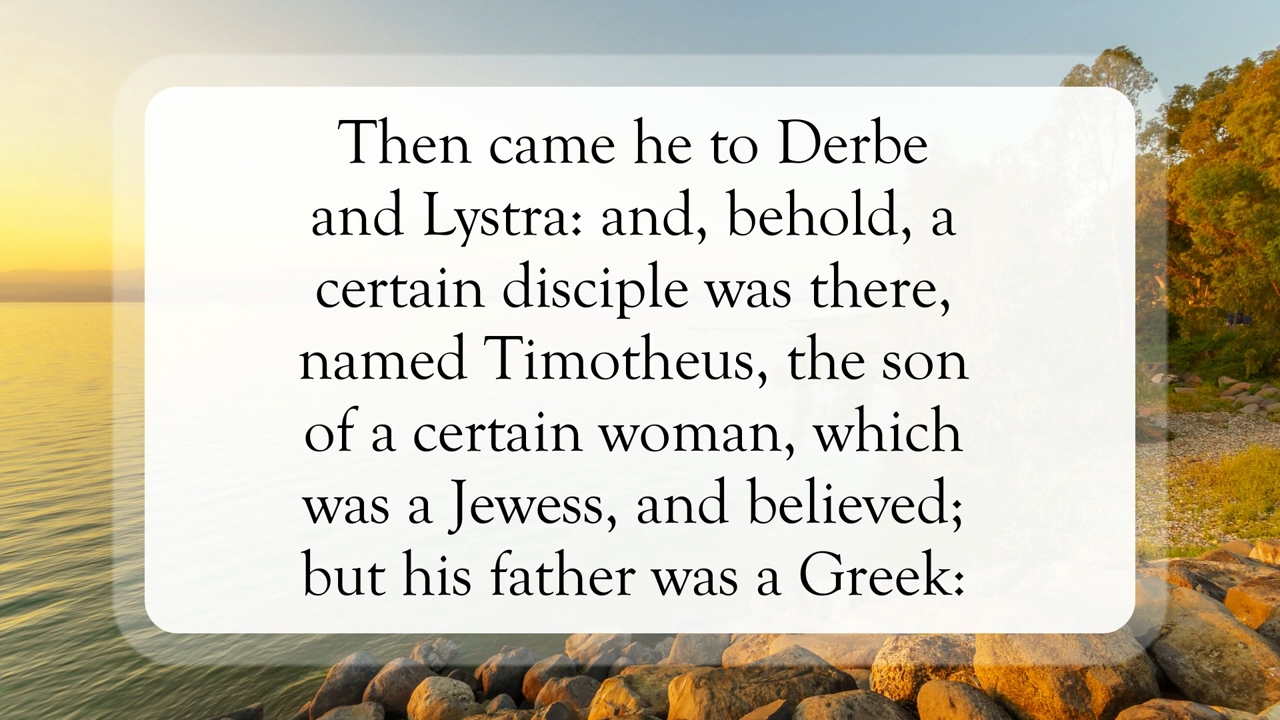 Then came he to Derbe
and Lystra: and, behold, a
certain disciple was there,
named Timotheus, the son
of a certain woman, which
was a Jewess, and believed;
but his father was a Greek: